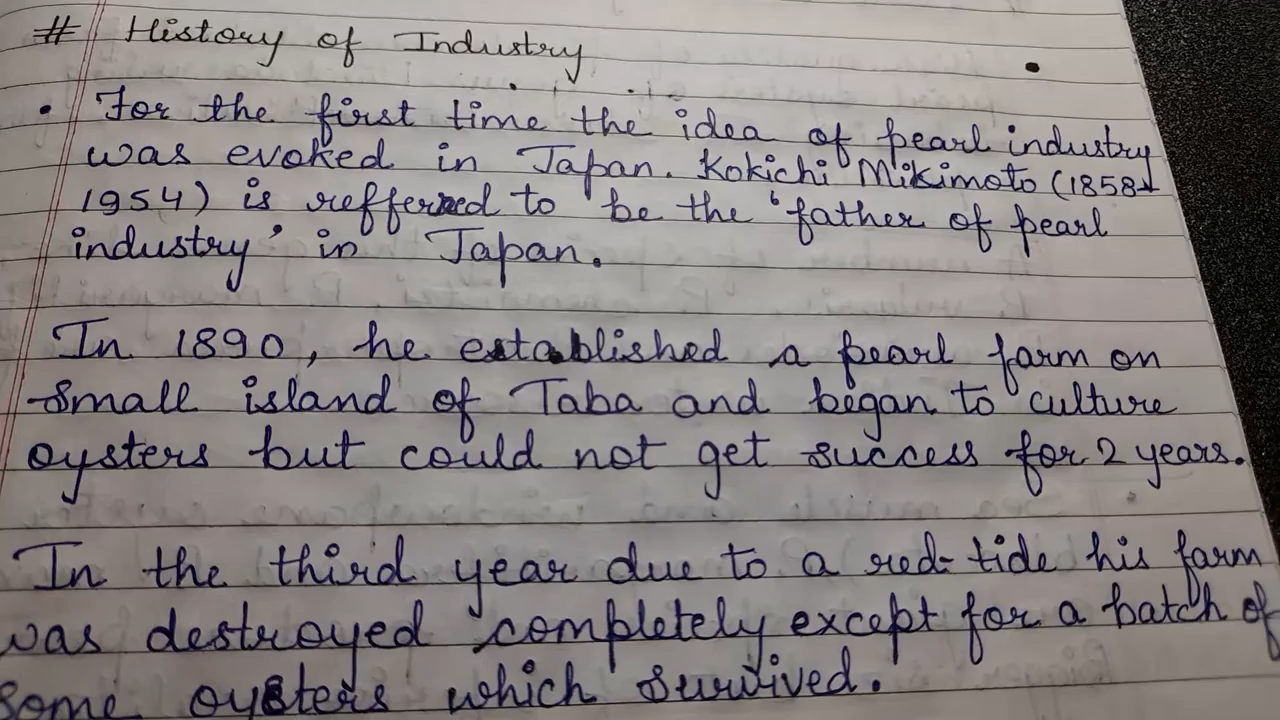 # History of Industry
• For the first time the idea of pearl industry
was evoked in Japan. Kokichi Mikimoto (1858-
1954) is refferred to be the 'father of pearl
industry' in Japan.
In 1890, he established a pearl farm on
small island of Taba and began to culture
oysters but could not get success for 2 years.
In the third year due to a red-tide his farm
was destroyed completely except for a batch of
some oysters which survived.